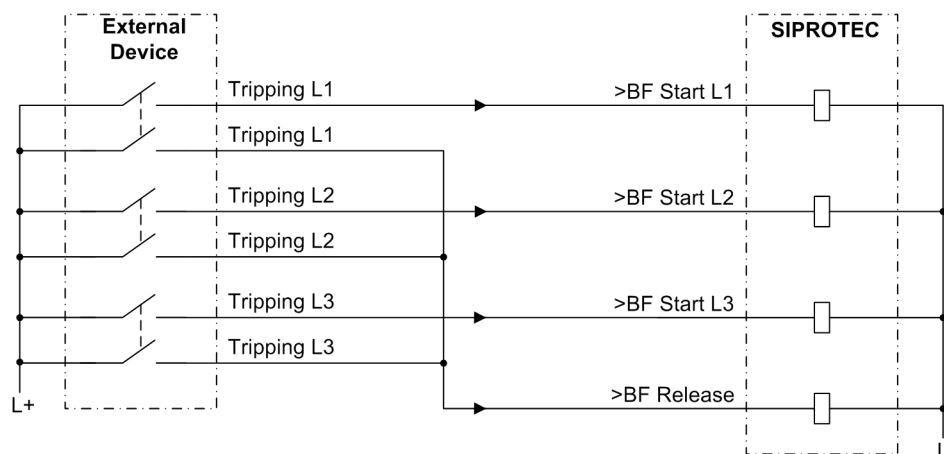 External
Device
SIPROTEC
Tripping L1
>BF Start L1
Tripping L1
Tripping L2
>BF Start L2
Tripping L2
Tripping L3
>BF Start L3
Tripping L3
>BF Release
L+